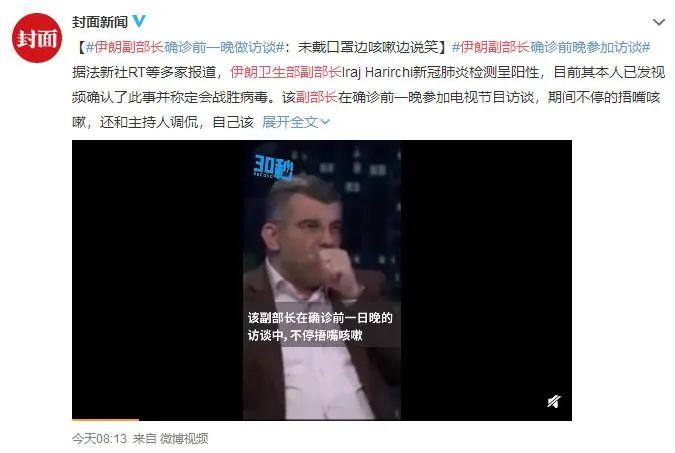 封面
封面新闻
【#伊朗副部长确诊前一晚做访谈#：未戴口罩边咳嗽边说笑】#伊朗副部长确诊前晚参加访谈#
据法新社RT等多家报道，伊朗卫生部副部长Iraj Harirchi新冠肺炎检测呈阳性，目前其本人已发视
频确认了此事并称定会战胜病毒。该副部长在确诊前一晚参加电视节目访谈，期间不停的捂嘴咳
嗽，还和主持人调侃，自己该 展开全文
30秒
SECONDS
该副部长在确诊前一日晚的
访谈中，不停捂嘴咳嗽
今天08:13 来自 微博视频